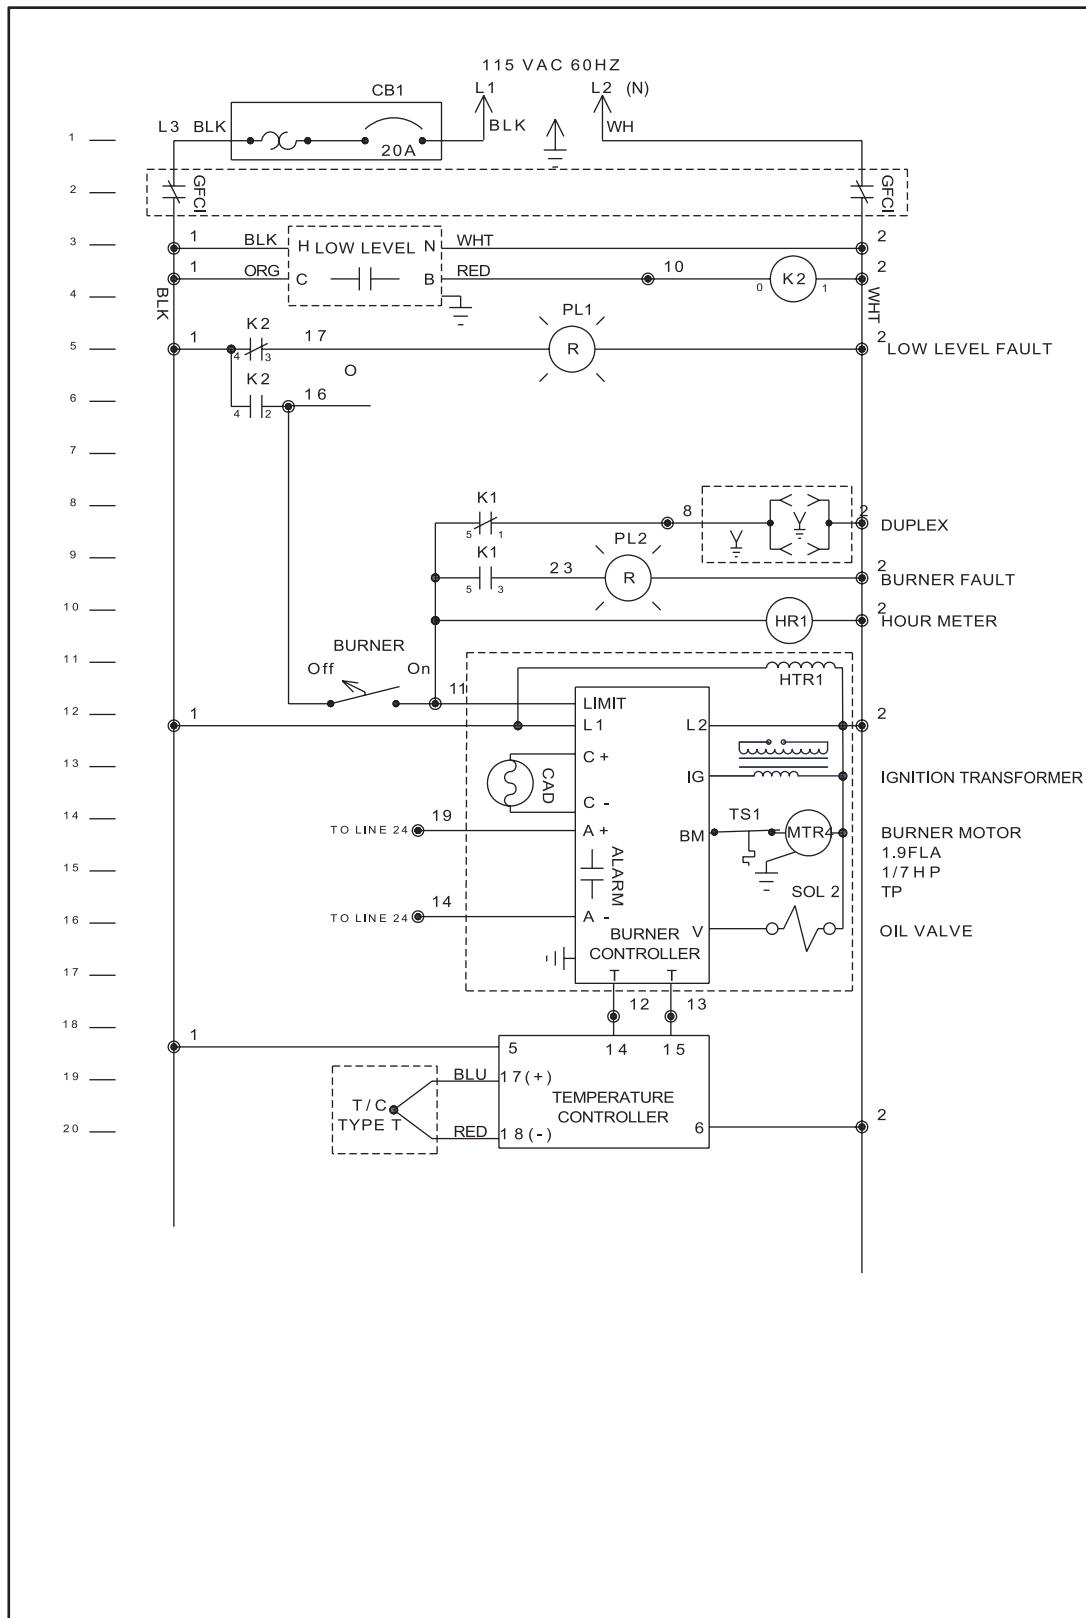 115 VAC 60HZ
CB1
L1
L2 (N)
1
L3
BLK
20A
BLK
WH
2
GFCI
GFCI
3
1
BLK
H
LOW LEVEL
N
WHT
2
1
ORG
C
B
RED
10
0
K2
1
2
4
BLK
WHT
PL1
5
1
K2
4
3
17
R
2
LOW LEVEL FAULT
O
6
K2
4
2
16
7
8
K1
5
1
8
2
DUPLEX
9
K1
5
3
23
PL2
R
2
BURNER FAULT
10
HR1
2
HOUR METER
11
BURNER
Off
On
11
HTR1
LIMIT
12
1
L1
L2
2
13
C +
CAD
IG
IGNITION TRANSFORMER
C -
14
TO LINE 24
19
A +
BM
TS1
MTR4
BURNER MOTOR
1.9FLA
15
ALARM
1/7 HP
TP
SOL 2
16
TO LINE 24
14
A -
V
OIL VALVE
BURNER
CONTROLLER
17
T
T
12
13
18
1
5
14
15
19
BLU
17(+)
T/C
TYPE T
TEMPERATURE
CONTROLLER
20
RED
18(-)
6
2